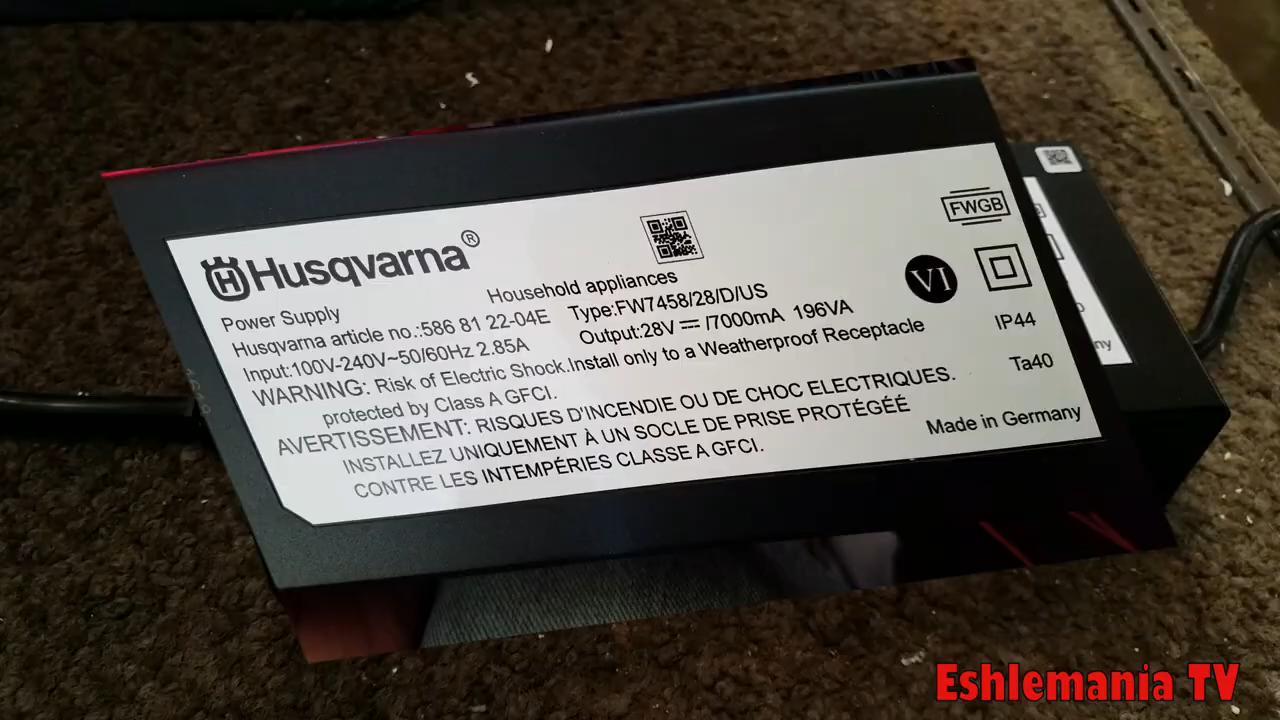 Husqvarna®
FWGB
Household appliances
VI
Power Supply
Husqvarna article no.:586 81 22-04E Type:FW7458/28/D/US
Input:100V-240V~50/60Hz 2.85A Output:28V ⎓ /7000mA 196VA
IP44
WARNING: Risk of Electric Shock.Install only to a Weatherproof Receptacle
protected by Class A GFCI.
Ta40
AVERTISSEMENT: RISQUES D'INCENDIE OU DE CHOC ELECTRIQUES.
INSTALLEZ UNIQUEMENT À UN SOCLE DE PRISE PROTÉGÉÉ
CONTRE LES INTEMPÉRIES CLASSE A GFCI.
Made in Germany
Eshlemania TV